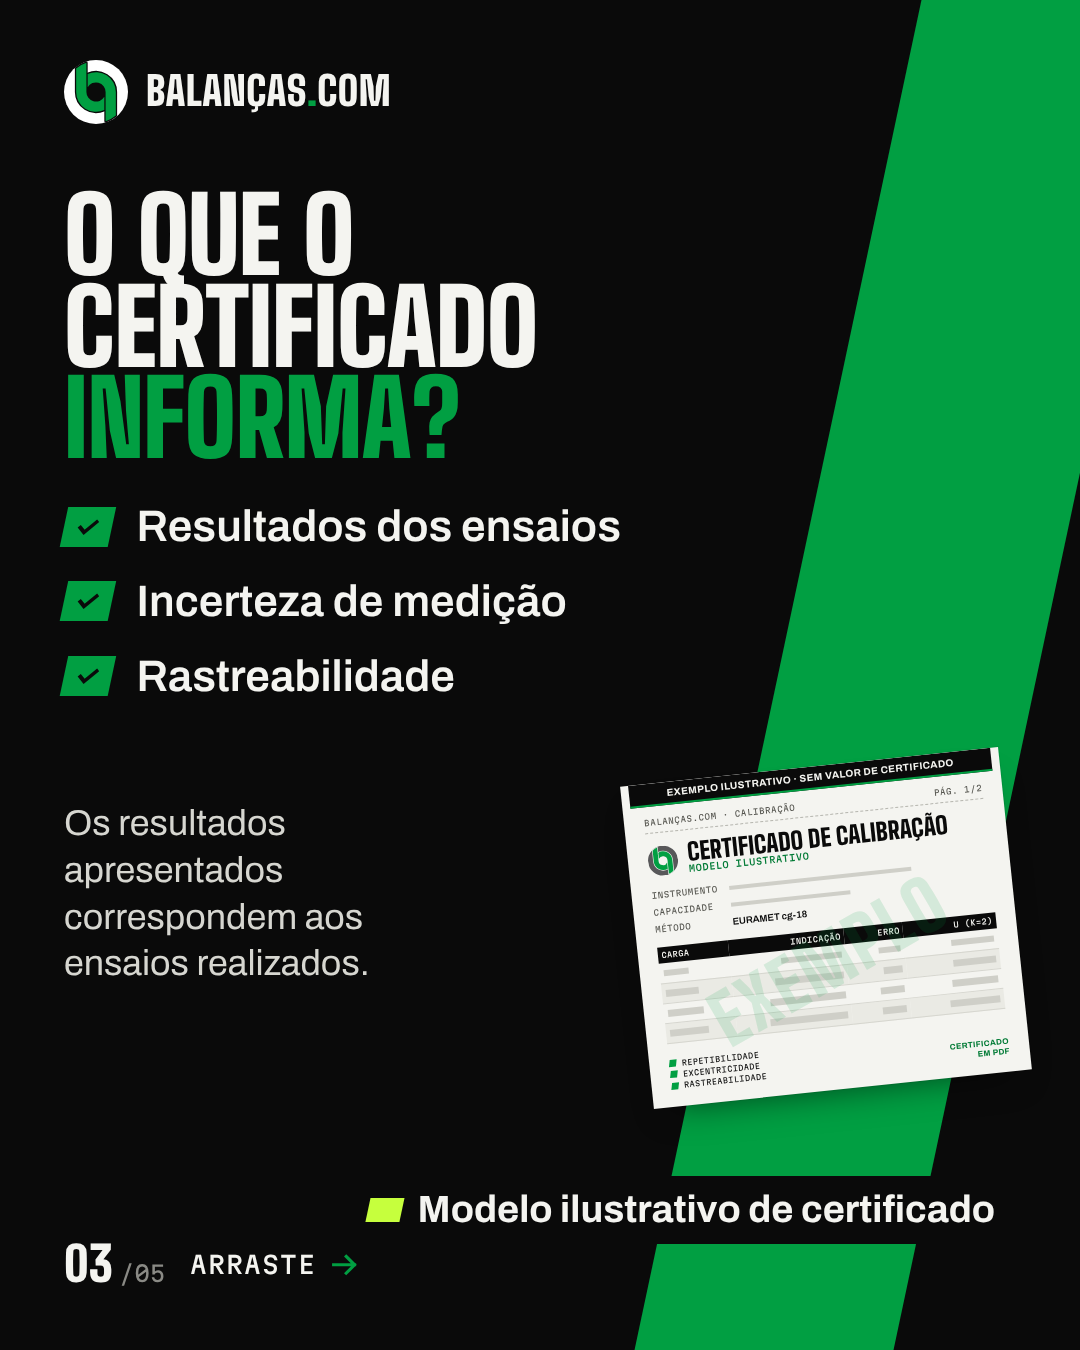 BALANÇAS.COM
O QUE O
CERTIFICADO
INFORMA?
Resultados dos ensaios
Incerteza de medição
Rastreabilidade
Os resultados
apresentados
correspondem aos
ensaios realizados.
EXEMPLO ILUSTRATIVO · SEM VALOR DE CERTIFICADO
BALANÇAS.COM · CALIBRAÇÃO
PÁG. 1/2
CERTIFICADO DE CALIBRAÇÃO
MODELO ILUSTRATIVO
INSTRUMENTO
CAPACIDADE
MÉTODO EURAMET cg-18
CARGA INDICAÇÃO ERRO U (K=2)
EXEMPLO
REPETIBILIDADE
EXCENTRICIDADE
RASTREABILIDADE
CERTIFICADO
EM PDF
Modelo ilustrativo de certificado
03 /05 ARRASTE →